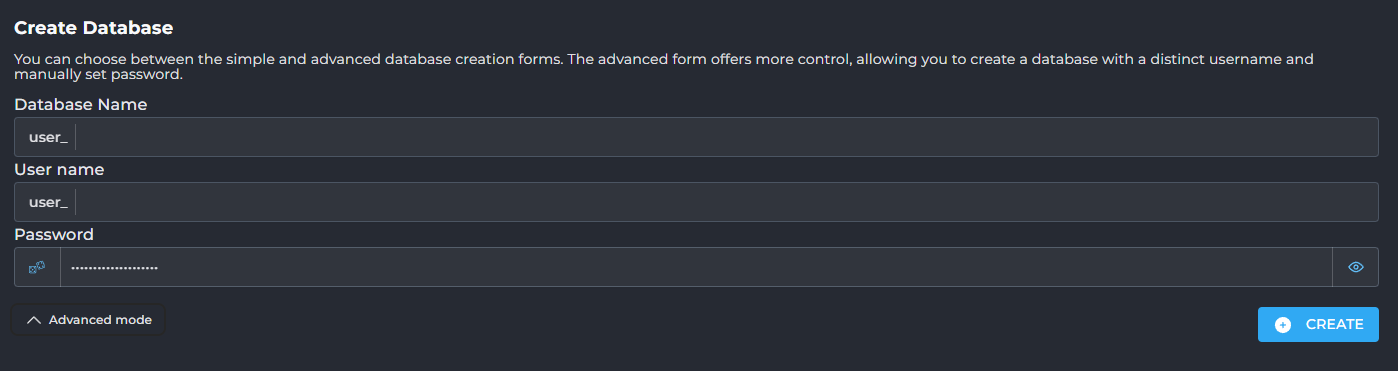 Create Database
You can choose between the simple and advanced database creation forms. The advanced form offers more control, allowing you to create a database with a distinct username and
manually set password.
Database Name
user_
User name
user_
Password
•••••••••••••••••••
Advanced mode
CREATE